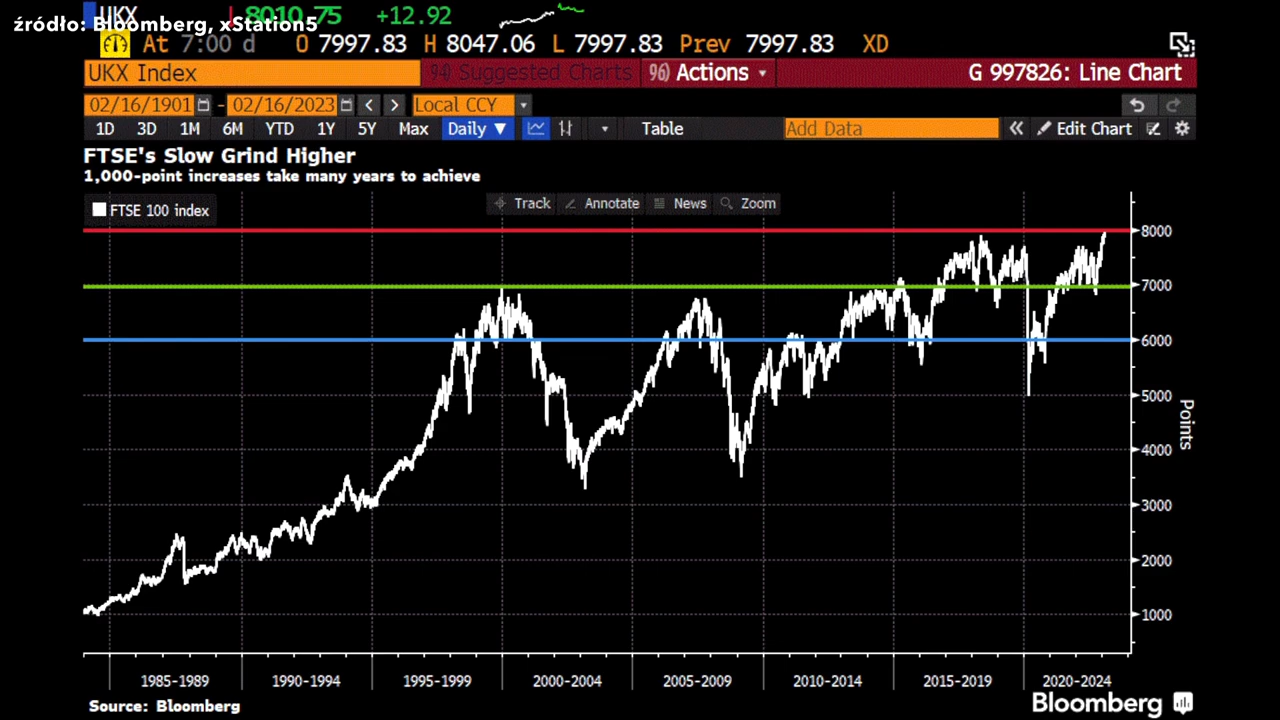 UKX 8010.75 +12.92
źródło: Bloomberg, xStation5
At 7:00 d O 7997.83 H 8047.06 L 7997.83 Prev 7997.83 XD
UKX Index 94) Suggested Charts 96) Actions G 997826: Line Chart
02/16/1901 - 02/16/2023 Local CCY
1D 3D 1M 6M YTD 1Y 5Y Max Daily ▼ Table Add Data « Edit Chart
FTSE's Slow Grind Higher
1,000-point increases take many years to achieve
FTSE 100 index
Track Annotate News Zoom
8000
7000
6000
5000
4000
3000
2000
1000
Points
1985-1989 1990-1994 1995-1999 2000-2004 2005-2009 2010-2014 2015-2019 2020-2024
Source: Bloomberg
Bloomberg